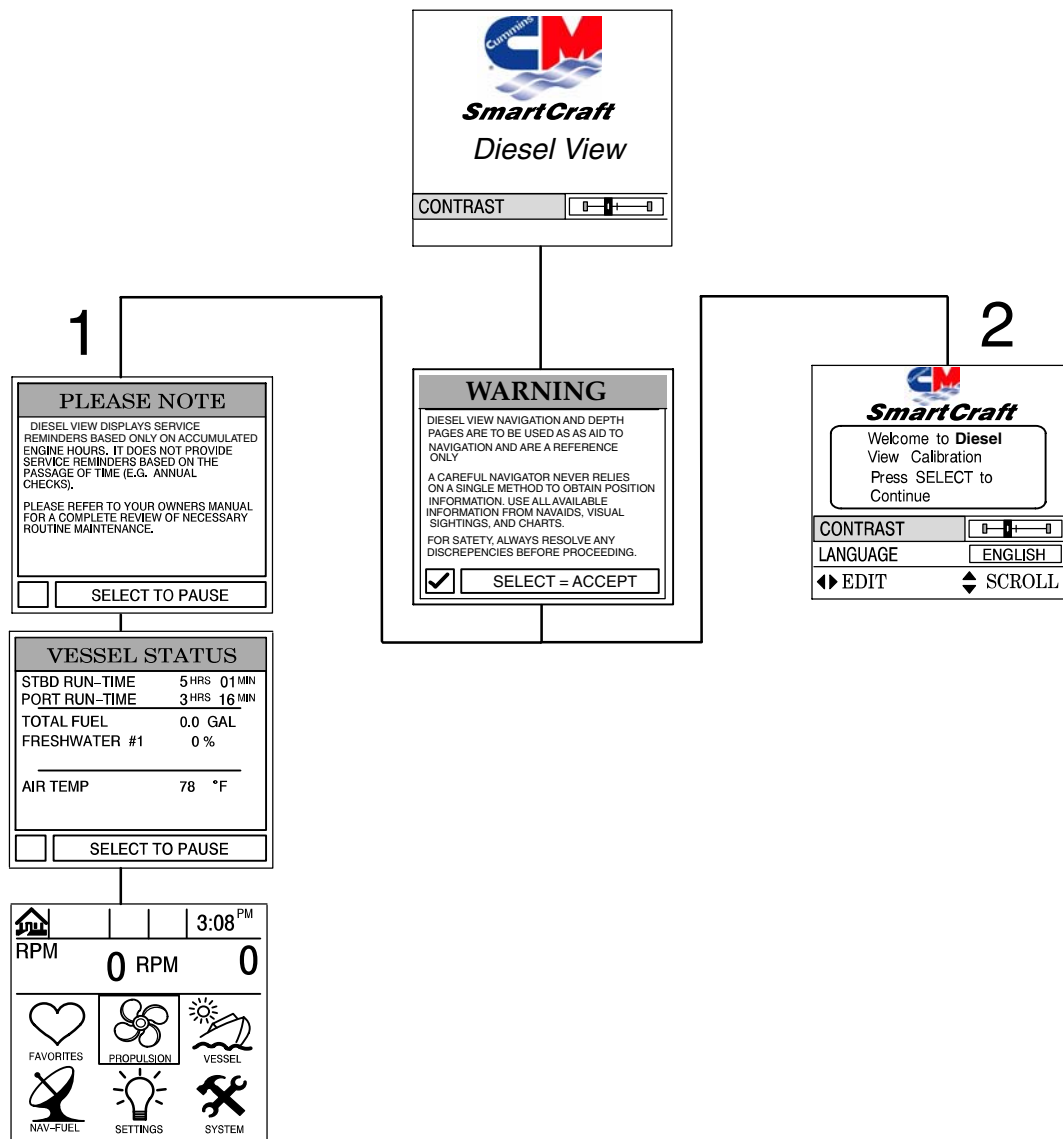 Cummins
CM
SmartCraft
Diesel View
CONTRAST
1
PLEASE NOTE
DIESEL VIEW DISPLAYS SERVICE
REMINDERS BASED ONLY ON ACCUMULATED
ENGINE HOURS. IT DOES NOT PROVIDE
SERVICE REMINDERS BASED ON THE
PASSAGE OF TIME (E.G. ANNUAL
CHECKS).
PLEASE REFER TO YOUR OWNERS MANUAL
FOR A COMPLETE REVIEW OF NECESSARY
ROUTINE MAINTENANCE.
SELECT TO PAUSE
VESSEL STATUS
STBD RUN–TIME 5 HRS 01 MIN
PORT RUN–TIME 3 HRS 16 MIN
TOTAL FUEL 0.0 GAL
FRESHWATER #1 0 %
AIR TEMP 78 °F
SELECT TO PAUSE
3:08 PM
RPM 0 RPM 0
FAVORITES PROPULSION VESSEL
NAV–FUEL SETTINGS SYSTEM
WARNING
DIESEL VIEW NAVIGATION AND DEPTH
PAGES ARE TO BE USED AS AS AID TO
NAVIGATION AND ARE A REFERENCE
ONLY
A CAREFUL NAVIGATOR NEVER RELIES
ON A SINGLE METHOD TO OBTAIN POSITION
INFORMATION. USE ALL AVAILABLE
INFORMATION FROM NAVAIDS, VISUAL
SIGHTINGS, AND CHARTS.
FOR SATETY, ALWAYS RESOLVE ANY
DISCREPENCIES BEFORE PROCEEDING.
SELECT = ACCEPT
2
CM
SmartCraft
Welcome to Diesel
View Calibration
Press SELECT to
Continue
CONTRAST
LANGUAGE ENGLISH
EDIT SCROLL